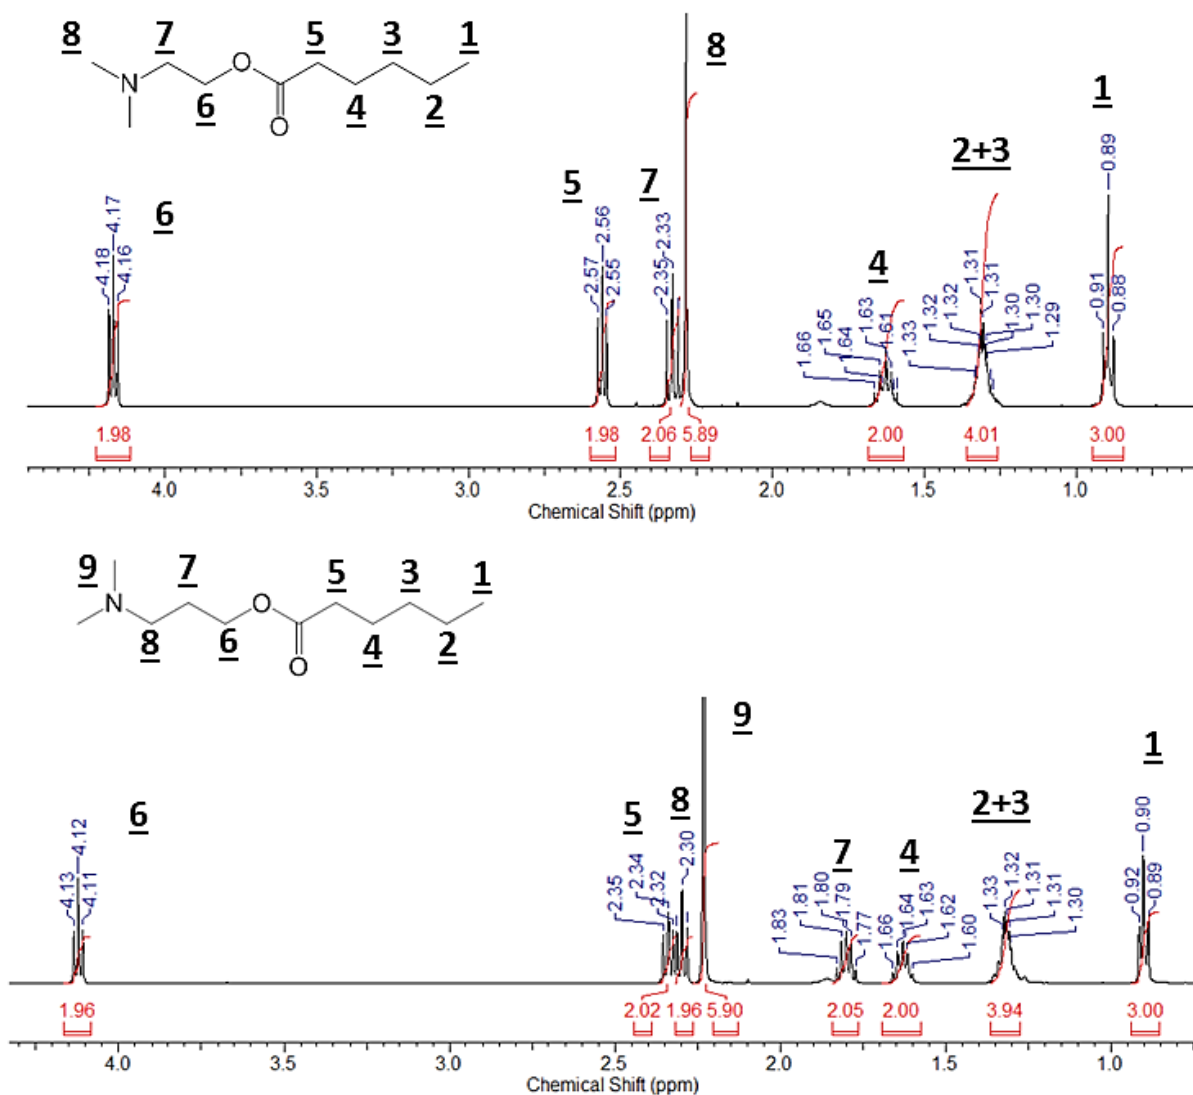 8 7 5 3 1
N O
6 O 4 2
8
1
2+3
5 7
6
4
4.18 4.17 4.16
2.57 2.56 2.55 2.35 2.33
1.66 1.65 1.64 1.63 1.61
1.33 1.32 1.32 1.31 1.31 1.30 1.30 1.29
0.91 0.89 0.88
1.98 1.98 2.06 5.89 2.00 4.01 3.00
4.0 3.5 3.0 2.5 2.0 1.5 1.0
Chemical Shift (ppm)
9 7 5 3 1
N O
8 6 O 4 2
9
1
6 5 8 2+3
7 4
4.13 4.12 4.11
2.35 2.34 2.32 2.30
1.83 1.81 1.80 1.79 1.77
1.66 1.64 1.63 1.62 1.60
1.33 1.32 1.31 1.31 1.30
0.92 0.90 0.89
1.96 2.02 1.96 5.90 2.05 2.00 3.94 3.00
4.0 3.5 3.0 2.5 2.0 1.5 1.0
Chemical Shift (ppm)